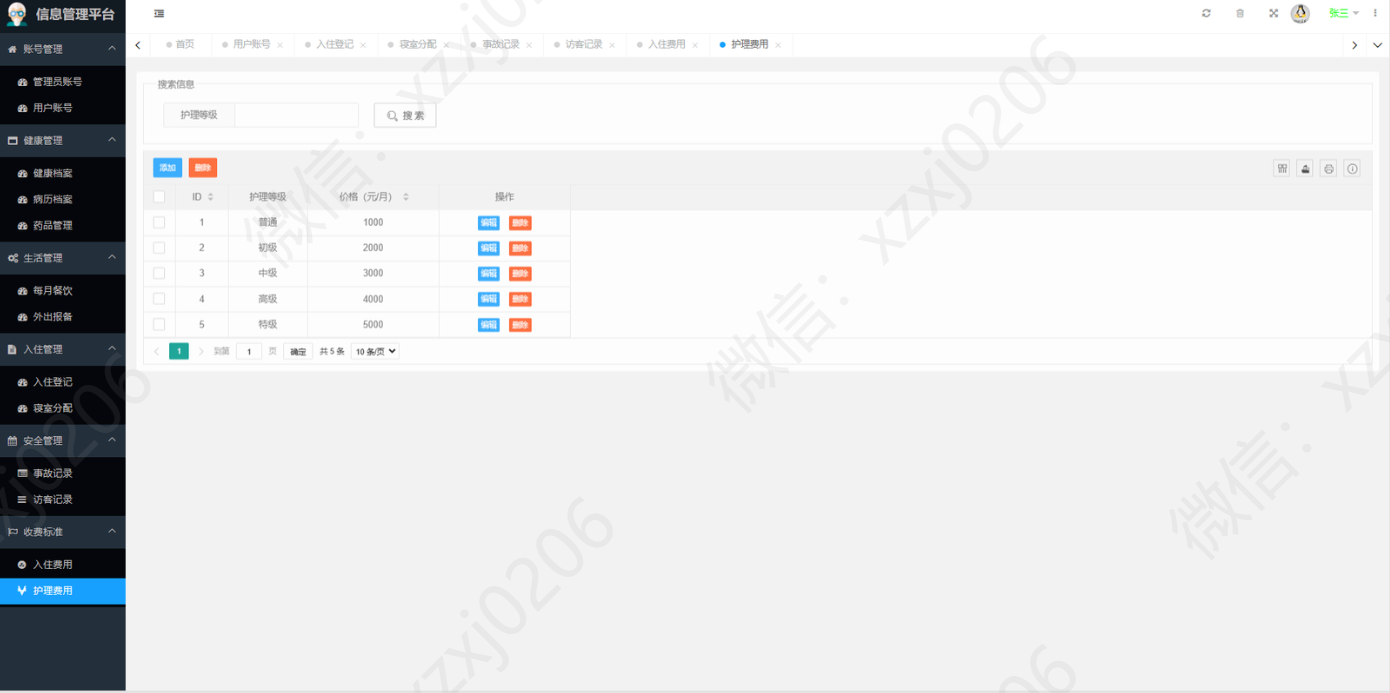 信息管理平台
张三
首页 用户账号 入住登记 寝室分配 事故记录 访客记录 入住费用 护理费用
账号管理
管理员账号
用户账号
健康管理
健康档案
病历档案
药品管理
生活管理
每月餐饮
外出报备
入住管理
入住登记
寝室分配
安全管理
事故记录
访客记录
收费标准
入住费用
护理费用
搜索信息
护理等级 搜索
添加 删除
ID 护理等级 价格（元/月） 操作
1 普通 1000 编辑 删除
2 初级 2000 编辑 删除
3 中级 3000 编辑 删除
4 高级 4000 编辑 删除
5 特级 5000 编辑 删除
1 到第 1 页 确定 共 5 条 10 条/页
微信：xzxj0206
微信：xzxj0206
微信：xzx
xzxj0206
xzxj0206
06